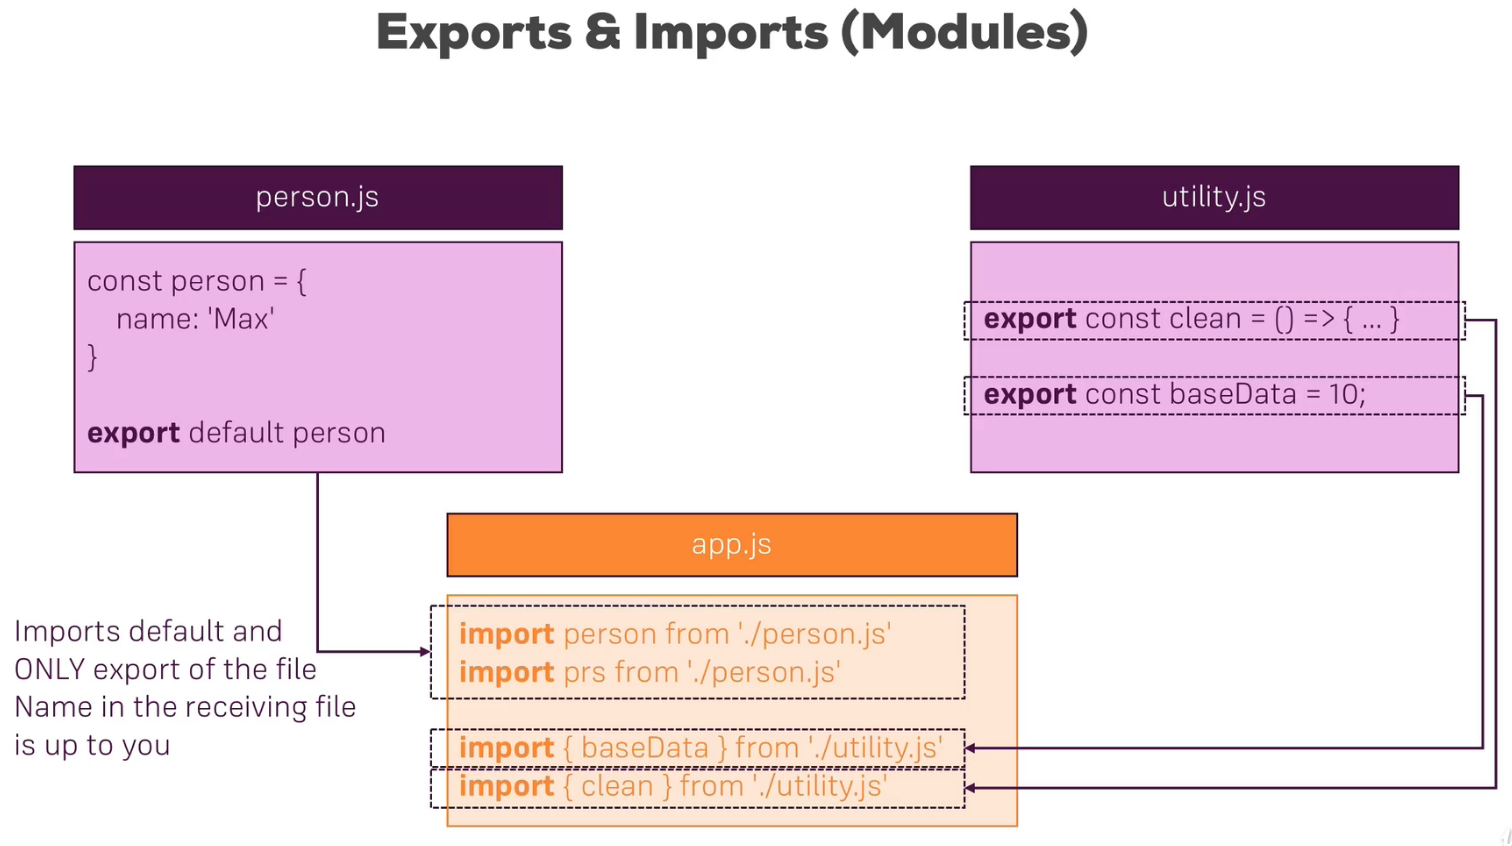 Exports & Imports (Modules)
person.js
const person = {
name: 'Max'
}
export default person
utility.js
export const clean = () => { ... }
export const baseData = 10;
app.js
import person from './person.js'
import prs from './person.js'
import { baseData } from './utility.js'
import { clean } from './utility.js'
Imports default and
ONLY export of the file
Name in the receiving file
is up to you